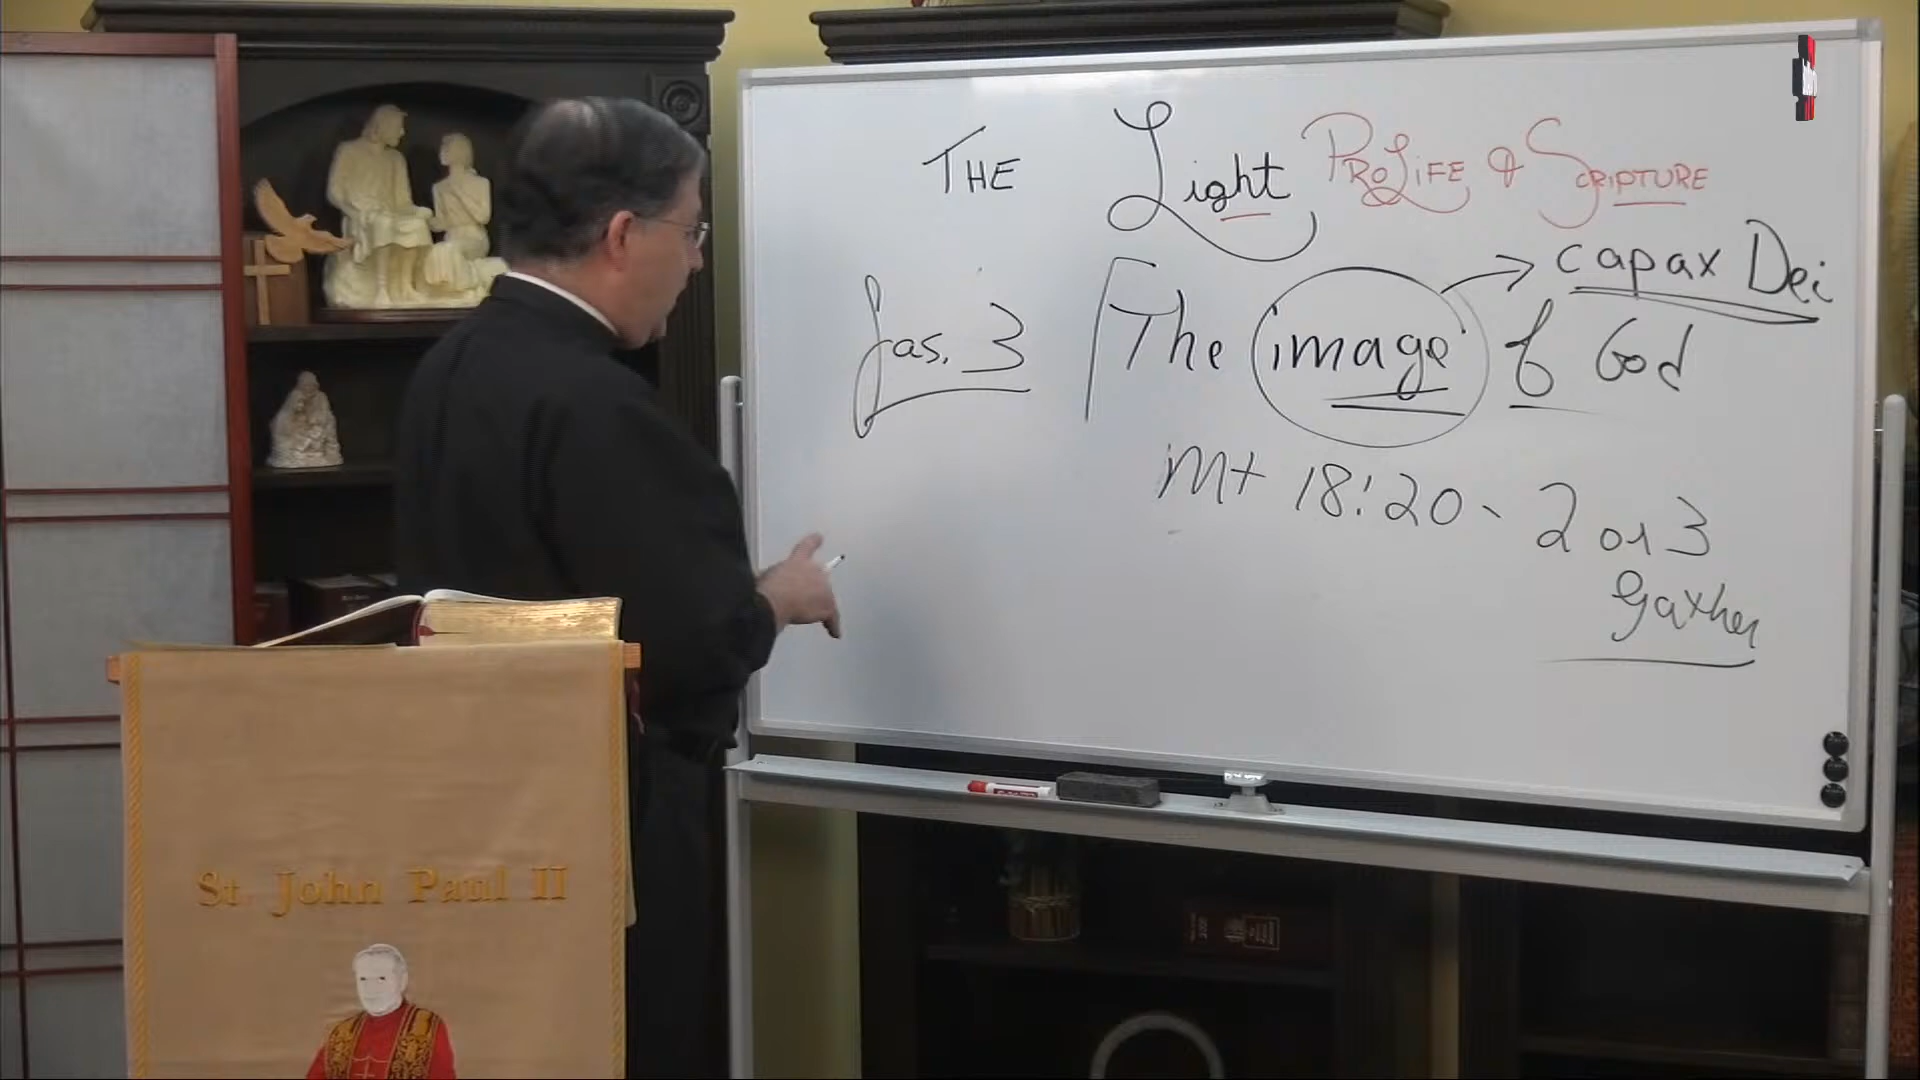 THE Light PROLIFE & SCRIPTURE
capax Dei
Jas. 3 The image of God
Mt 18:20 - 2 or 3
gather
St. John Paul II